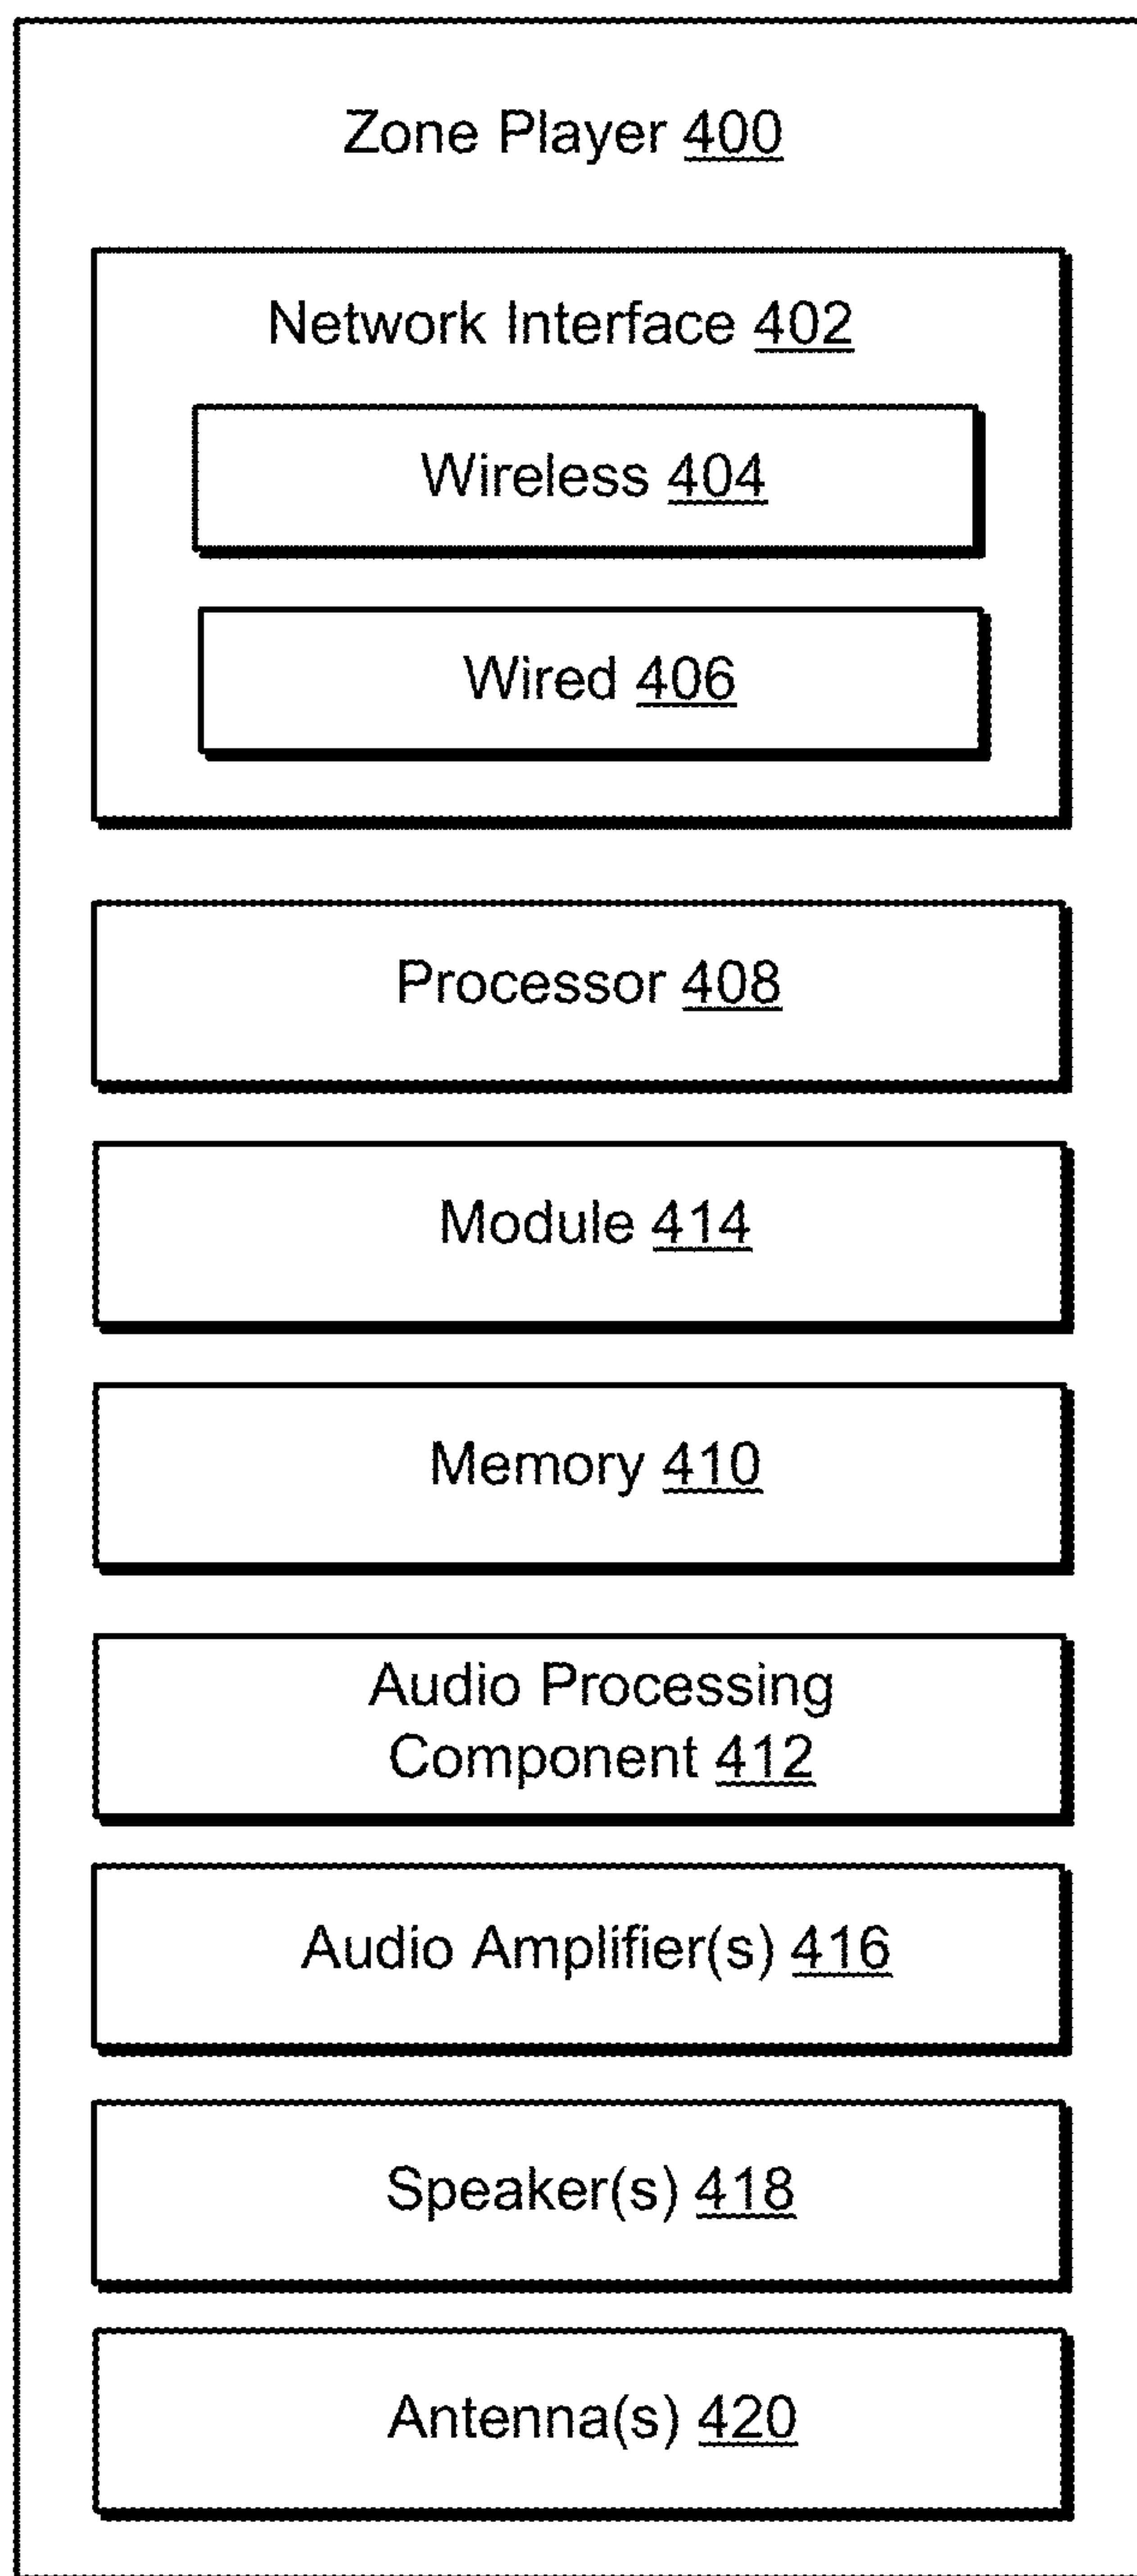 Zone Player 400
Network Interface 402
Wireless 404
Wired 406
Processor 408
Module 414
Memory 410
Audio Processing
Component 412
Audio Amplifier(s) 416
Speaker(s) 418
Antenna(s) 420